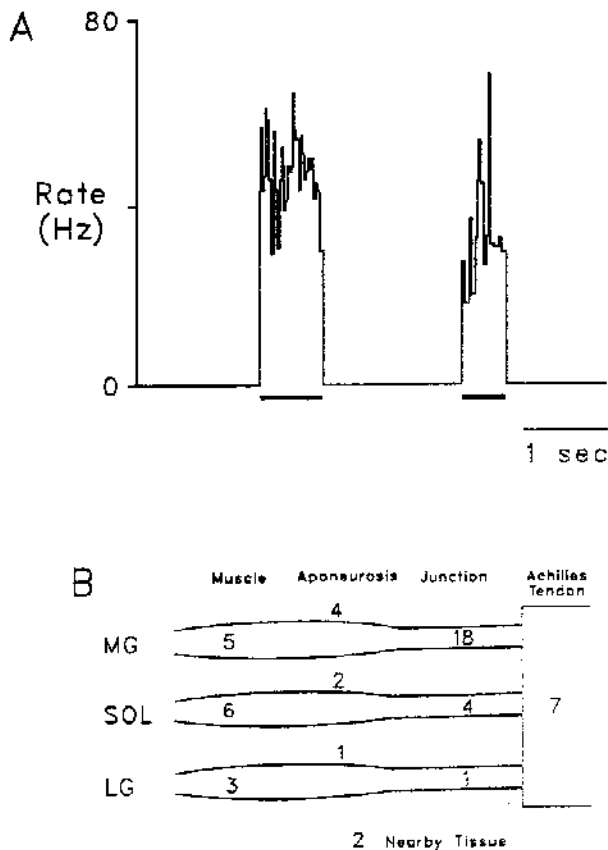 A
80
Rate
(Hz)
0
1 sec
B
Muscle Aponeurosis Junction Achilles Tendon
4
MG 5 18
2
SOL 6 4 7
1
LG 3 1
2 Nearby Tissue